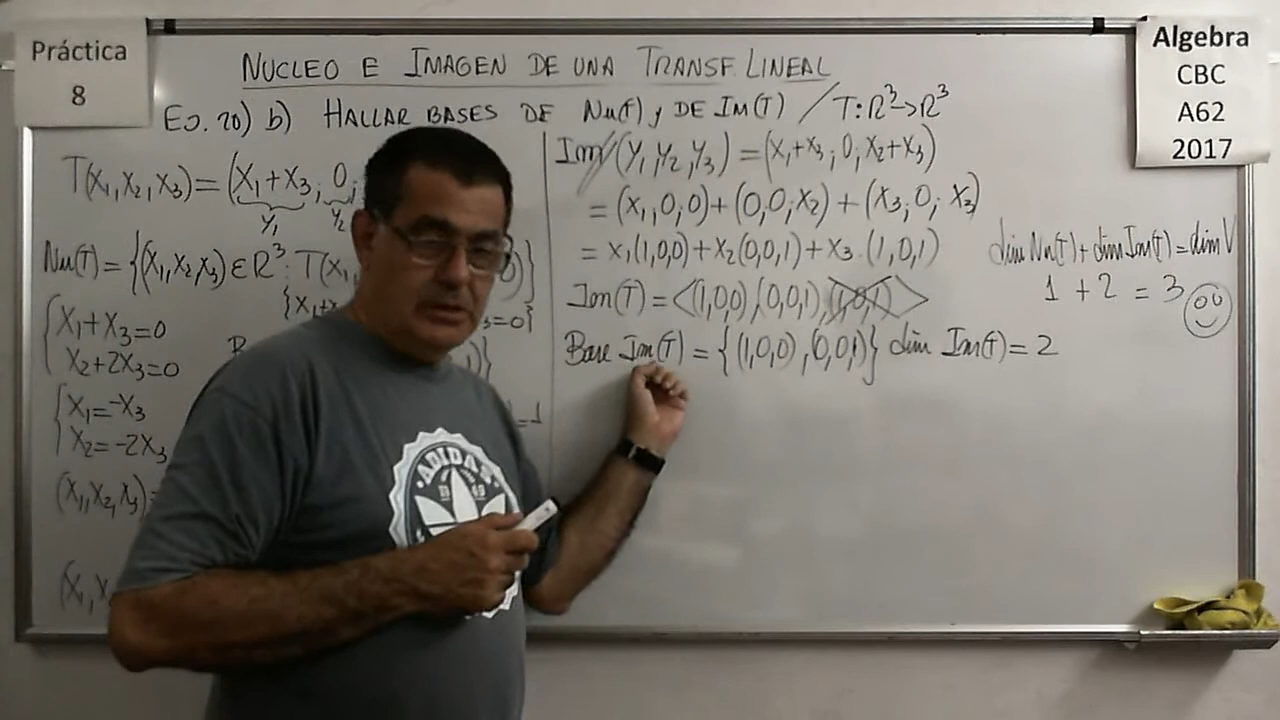 Práctica
8
Algebra
CBC
A62
2017
NUCLEO E IMAGEN DE UNA TRANSF. LINEAL
EJ. 20) b) HALLAR BASES DE Nu(T) y DE Im(T) / T: R³→R³
T(x₁,x₂,x₃)=(x₁+x₃; 0;
y₁ y₂
Nu(T)={(x₁,x₂,x₃)∈R³: T(x₁, 0)}
{x₁+x =0}
{ x₁+x₃=0
x₂+2x₃=0
)}
{ x₁=-x₃
x₂=-2x₃
=1
(x₁,x₂,x₃)=
(x₁,x
Im/(y₁,y₂,y₃)=(x₁+x₃; 0; x₂+x₃)
=(x₁,0;0)+(0;0;x₂)+(x₃;0; x₃)
=x₁(1,0;0)+x₂(0;0;1)+x₃.(1,0,1)
Im(T)=<(1,0,0),(0,0,1),(1,0,1)>
Base Im(T)={(1,0,0),(0,0,1)} dim Im(T)=2
dim Nu(T)+dim Im(T)=dim V
1+2=3
ADIDAS